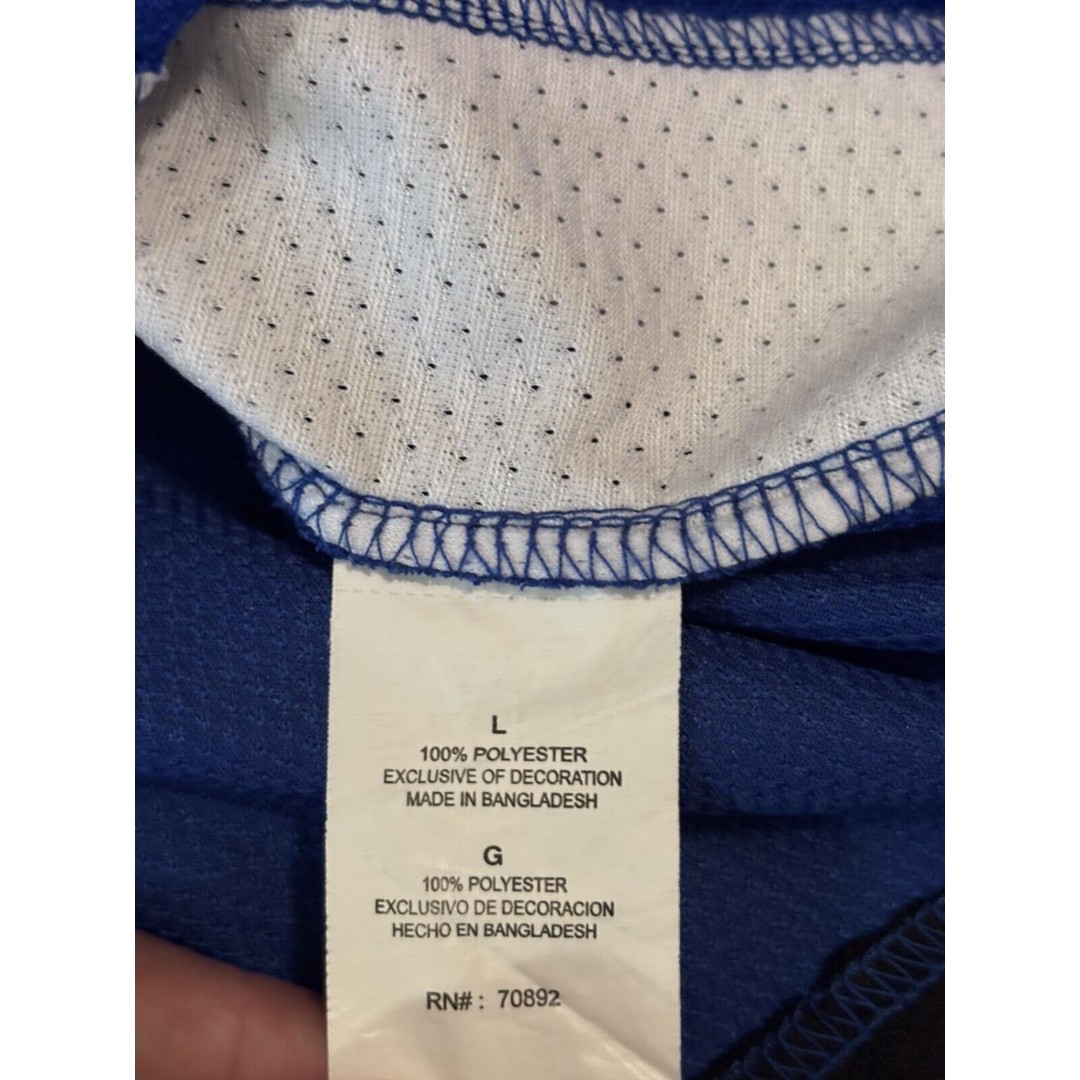 L
100% POLYESTER
EXCLUSIVE OF DECORATION
MADE IN BANGLADESH
G
100% POLYESTER
EXCLUSIVO DE DECORACION
HECHO EN BANGLADESH
RN# : 70892